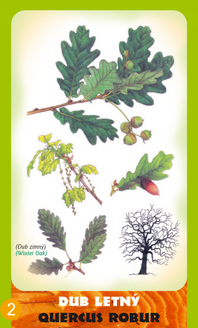 (Dub zimný)
(Winter Oak)
2
DUB LETNÝ
QUERCUS ROBUR